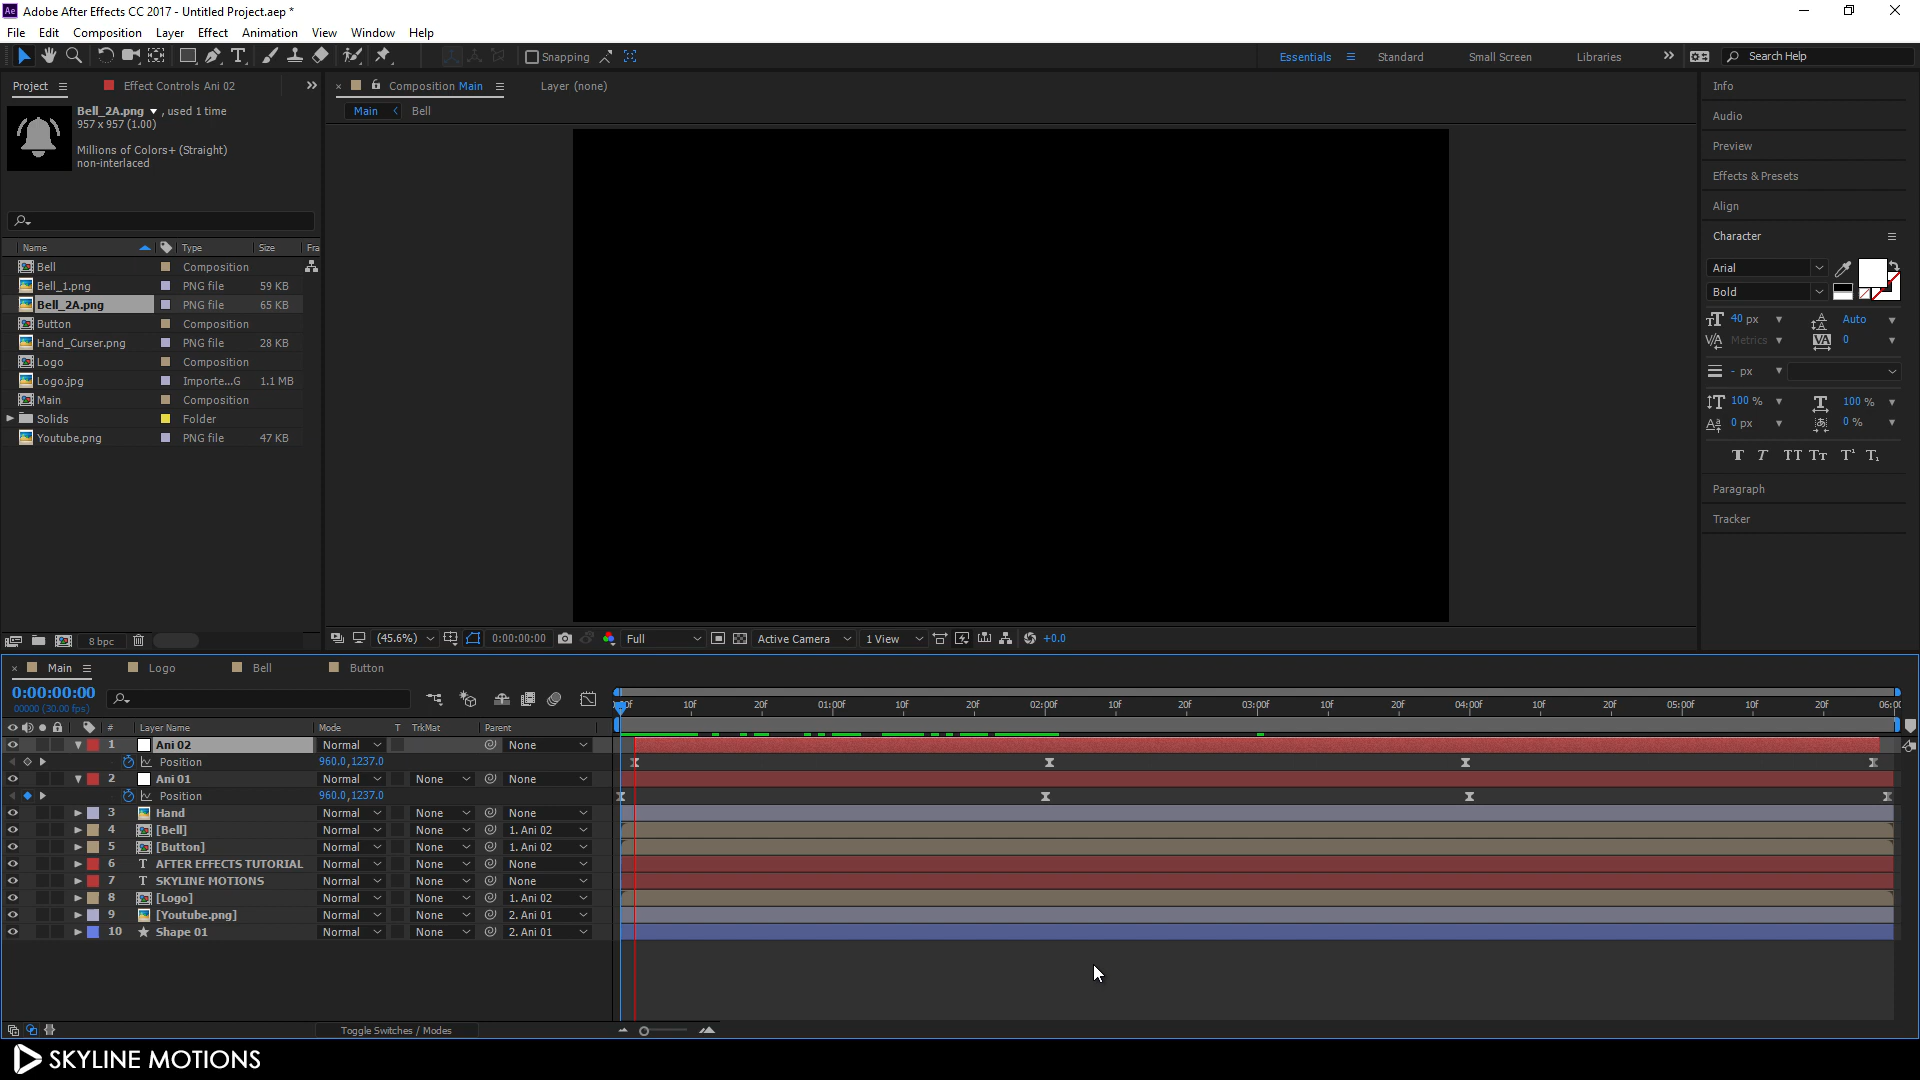 Ae Adobe After Effects CC 2017 - Untitled Project.aep *
File Edit Composition Layer Effect Animation View Window Help
Snapping
Essentials Standard Small Screen Libraries Search Help
Project Effect Controls Ani 02
Composition Main Layer (none)
Main Bell
Bell_2A.png , used 1 time
957 x 957 (1.00)
Millions of Colors+ (Straight)
non-interlaced
Name Type Size Fra
Bell Composition
Bell_1.png PNG file 59 KB
Bell_2A.png PNG file 65 KB
Button Composition
Hand_Curser.png PNG file 28 KB
Logo Composition
Logo.jpg Importe...G 1.1 MB
Main Composition
Solids Folder
Youtube.png PNG file 47 KB
8 bpc
(45.6%) 0:00:00:00 Full Active Camera 1 View +0.0
Info
Audio
Preview
Effects & Presets
Align
Character
Arial
Bold
40 px Auto
Metrics 0
- px
100 % 100 %
0 px 0 %
Paragraph
Tracker
Main Logo Bell Button
0:00:00:00
00000 (30.00 fps)
10f 20f 01:00f 10f 20f 02:00f 10f 20f 03:00f 10f 20f 04:00f 10f 20f 05:00f 10f 20f 06:00
# Layer Name Mode T TrkMat Parent
1 Ani 02 Normal None
Position 960.0,1237.0
2 Ani 01 Normal None None
Position 960.0,1237.0
3 Hand Normal None None
4 [Bell] Normal None 1. Ani 02
5 [Button] Normal None 1. Ani 02
6 T AFTER EFFECTS TUTORIAL Normal None None
7 T SKYLINE MOTIONS Normal None None
8 [Logo] Normal None 1. Ani 02
9 [Youtube.png] Normal None 2. Ani 01
10 Shape 01 Normal None 2. Ani 01
Toggle Switches / Modes
SKYLINE MOTIONS